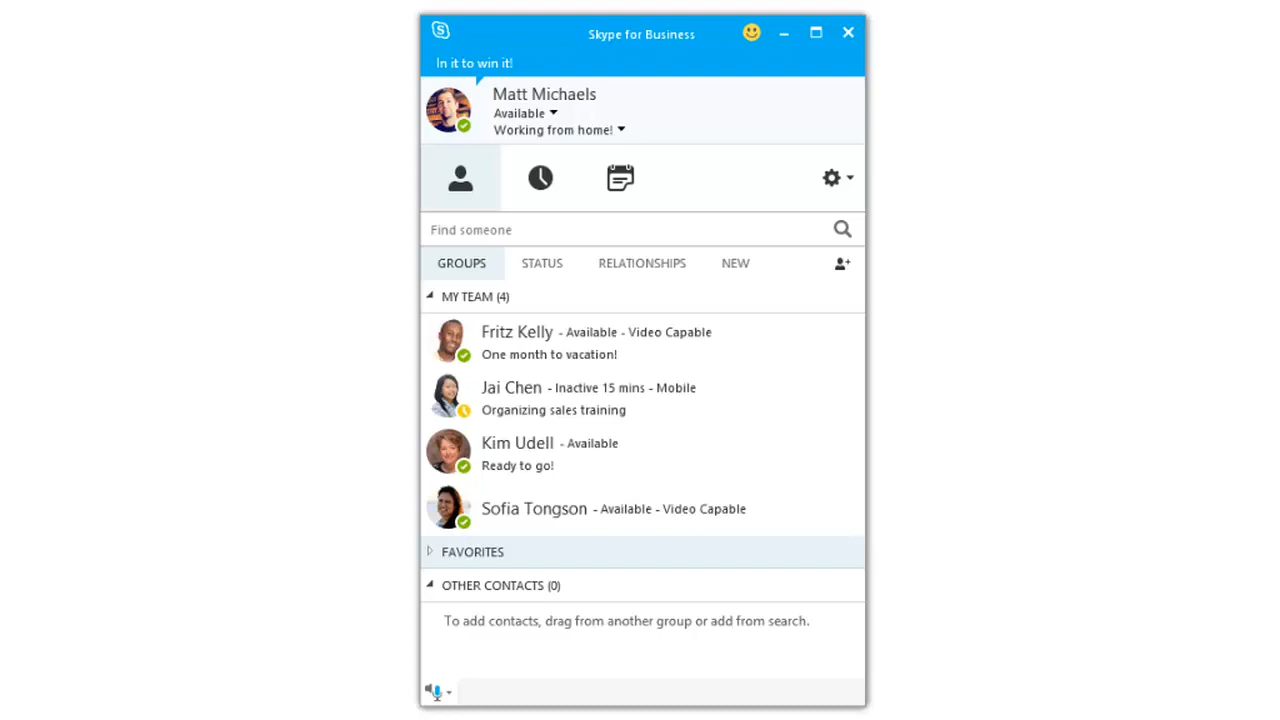 Skype for Business
In it to win it!
Matt Michaels
Available
Working from home!
Find someone
GROUPS STATUS RELATIONSHIPS NEW
MY TEAM (4)
Fritz Kelly - Available - Video Capable
One month to vacation!
Jai Chen - Inactive 15 mins - Mobile
Organizing sales training
Kim Udell - Available
Ready to go!
Sofia Tongson - Available - Video Capable
FAVORITES
OTHER CONTACTS (0)
To add contacts, drag from another group or add from search.